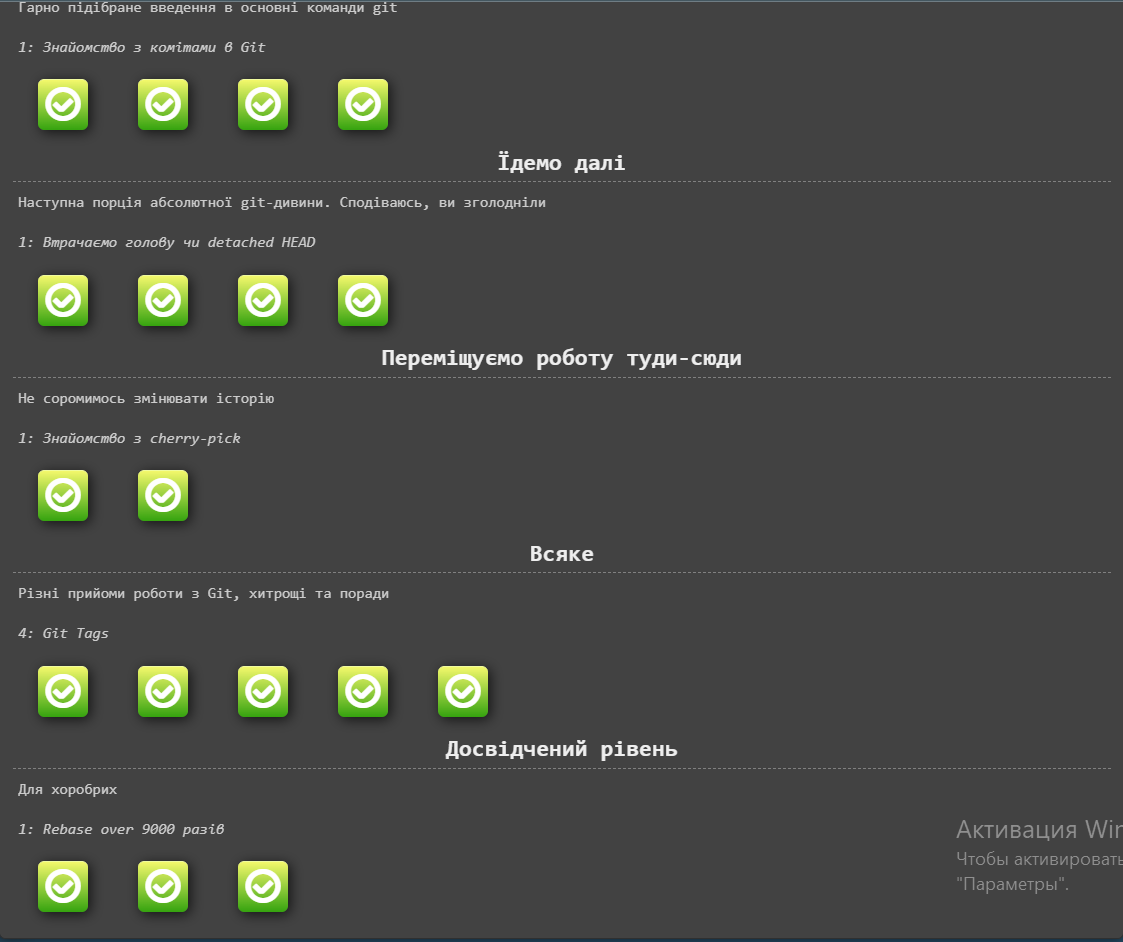 Гарно підібране введення в основні команди git
1: Знайомство з комітами в Git
Їдемо далі
Наступна порція абсолютної git-дивини. Сподіваюсь, ви зголодніли
1: Втрачаємо голову чи detached HEAD
Переміщуємо роботу туди-сюди
Не соромимось змінювати історію
1: Знайомство з cherry-pick
Всяке
Різні прийоми роботи з Git, хитрощі та поради
4: Git Tags
Досвідчений рівень
Для хоробрих
1: Rebase over 9000 разів
Активация Win
Чтобы активировать
"Параметры".